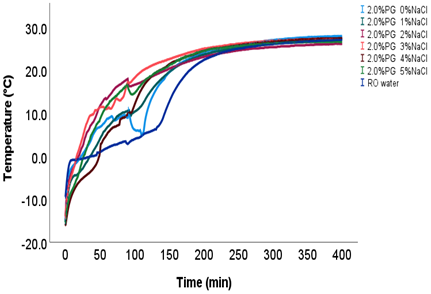 30.0
20.0
10.0
0.0
-10.0
-20.0
Temperature (°C)
0 50 100 150 200 250 300 350 400
Time (min)
2.0%PG 0%NaCl
2.0%PG 1%NaCl
2.0%PG 2%NaCl
2.0%PG 3%NaCl
2.0%PG 4%NaCl
2.0%PG 5%NaCl
RO water